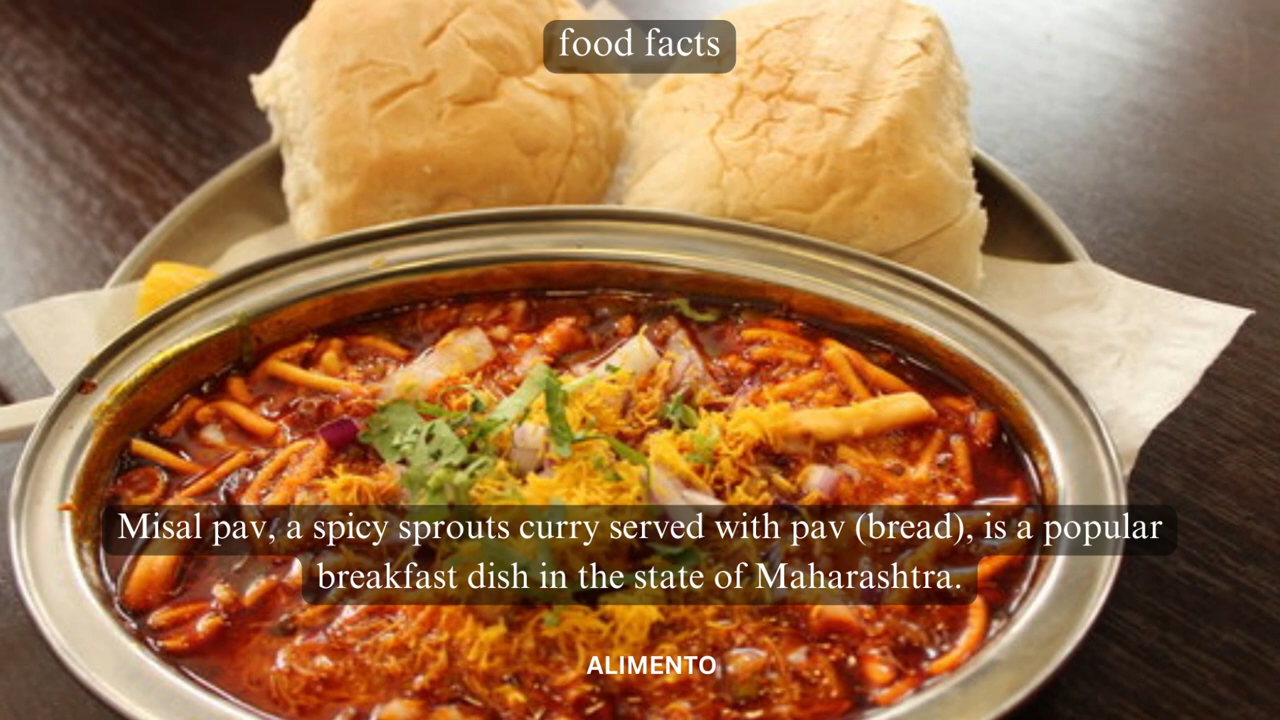 food facts
Misal pav, a spicy sprouts curry served with pav (bread), is a popular
breakfast dish in the state of Maharashtra.
ALIMENTO